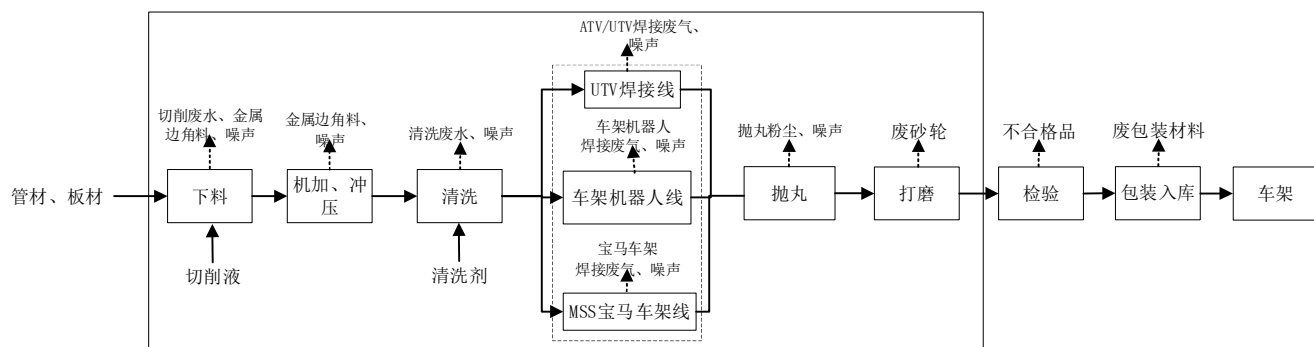 ATV/UTV焊接废气、
噪声
UTV焊接线
切削废水、金属
边角料、噪声
金属边角料、
噪声
清洗废水、噪声
车架机器人
焊接废气、噪声
抛丸粉尘、噪声
废砂轮
不合格品
废包装材料
管材、板材
下料
机加、冲
压
清洗
车架机器人线
抛丸
打磨
检验
包装入库
车架
切削液
清洗剂
宝马车架
焊接废气、噪声
MSS宝马车架线